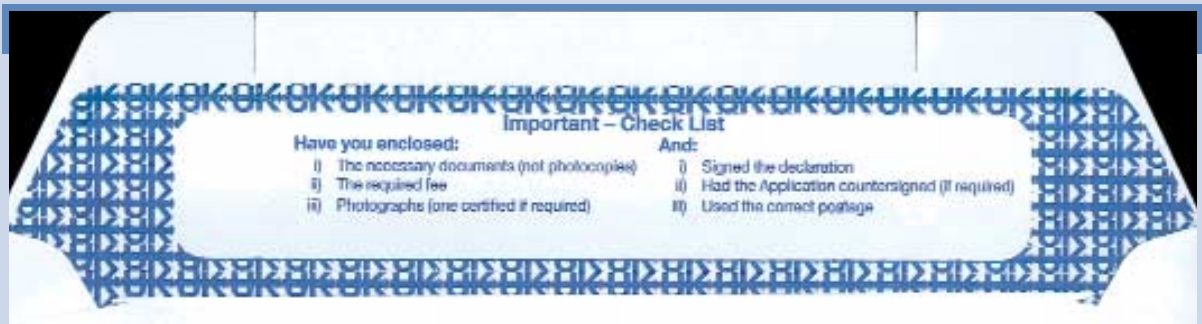 Important – Check List
Have you enclosed:
i) The necessary documents (not photocopies)
ii) The required fee
iii) Photographs (one certified if required)
And:
i) Signed the declaration
ii) Had the Application countersigned (if required)
iii) Used the correct postage